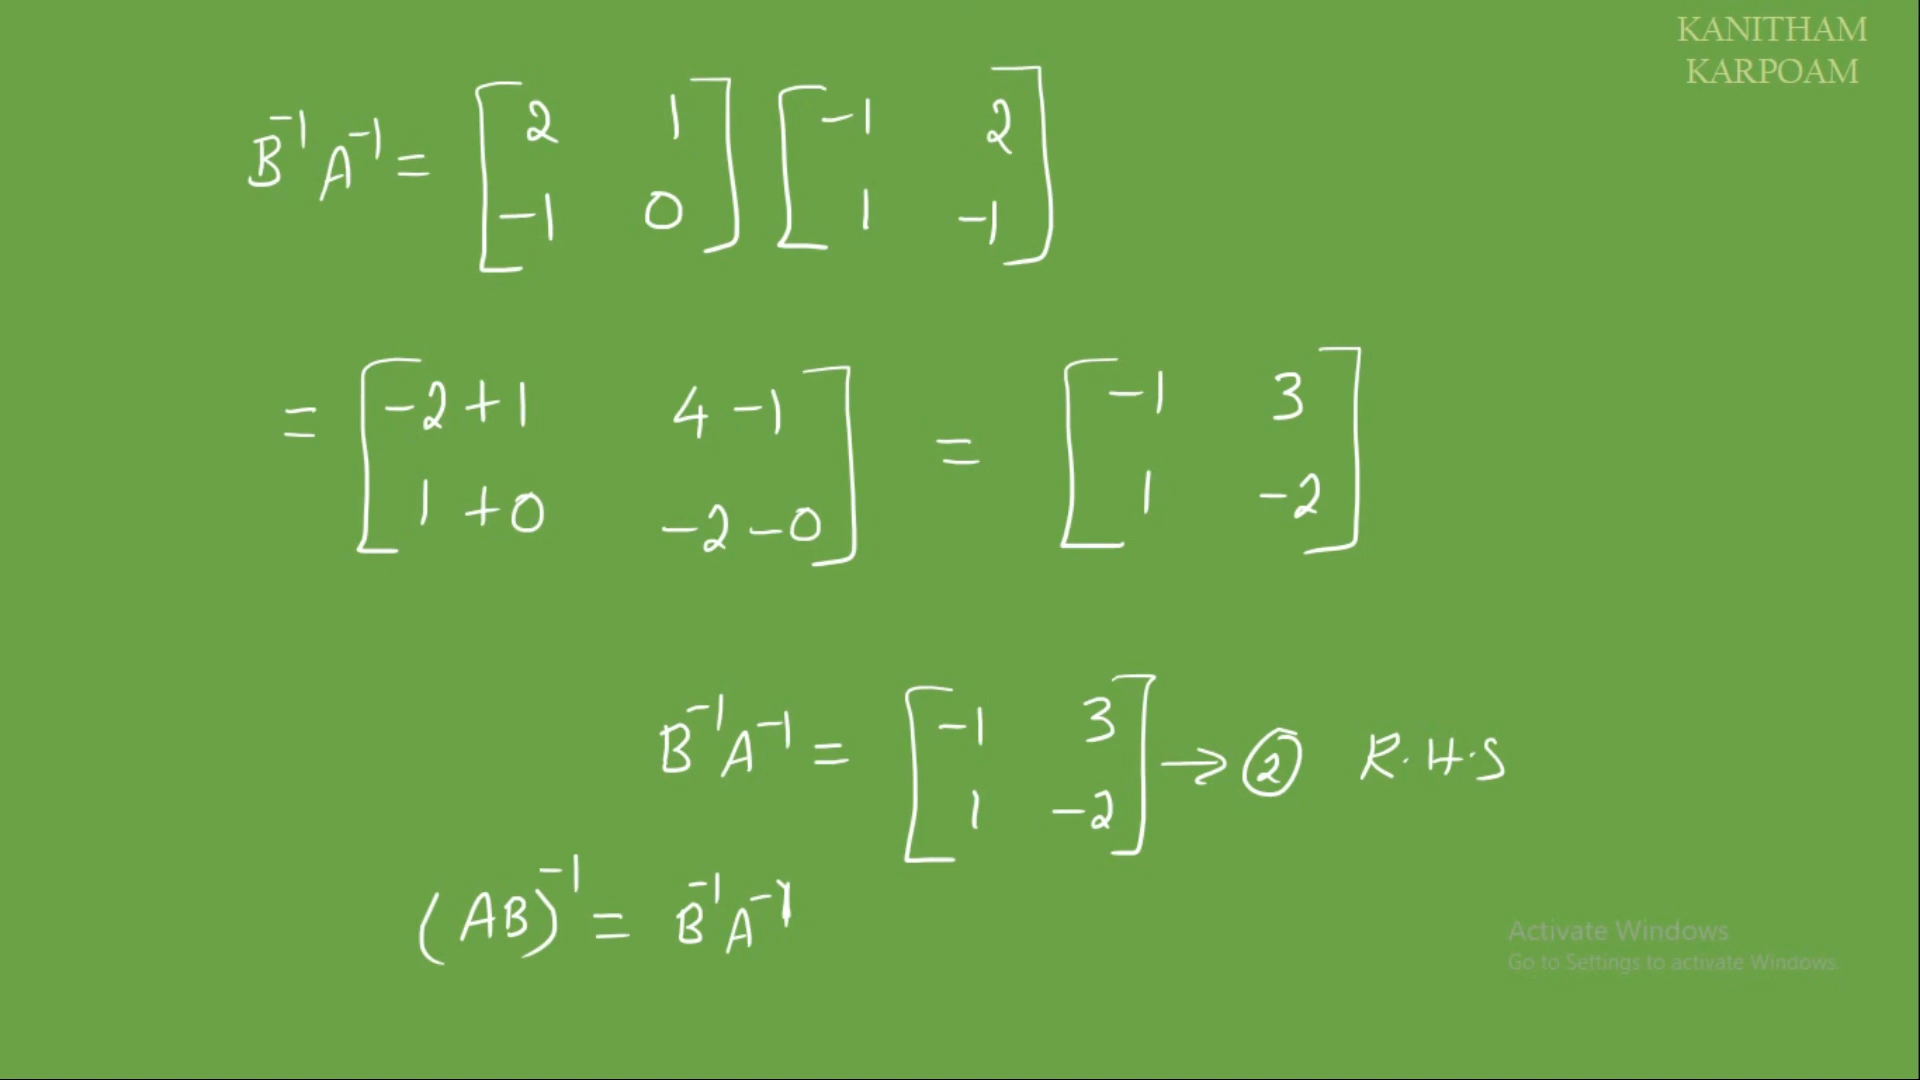 KANITHAM
KARPOAM
B⁻¹A⁻¹ = [2 1; -1 0] [-1 2; 1 -1]
= [-2+1 4-1; 1+0 -2-0] = [-1 3; 1 -2]
B⁻¹A⁻¹ = [-1 3; 1 -2] → ② R.H.S
(AB)⁻¹ = B⁻¹A⁻¹
Activate Windows
Go to Settings to activate Windows.